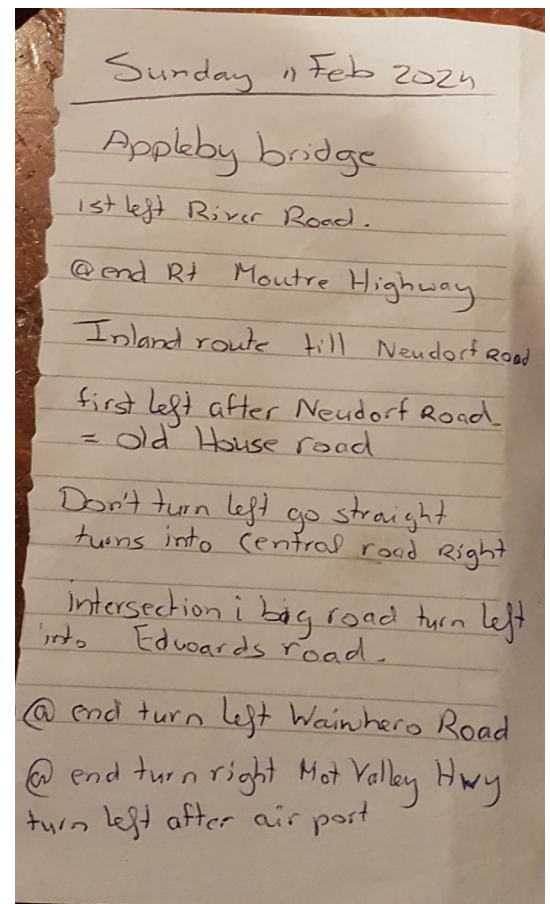 Sunday 11 Feb 2024
Appleby bridge
1st left River Road.
@ end Rt Moutre Highway
Inland route till Neudorf Road
first left after Neudorf Road
= old House road
Don't turn left go straight
turns into central road Right
intersection i big road turn left
into Edwards road.
@ end turn left Wainhero Road
@ end turn right Mot Valley Hwy
turn left after air port